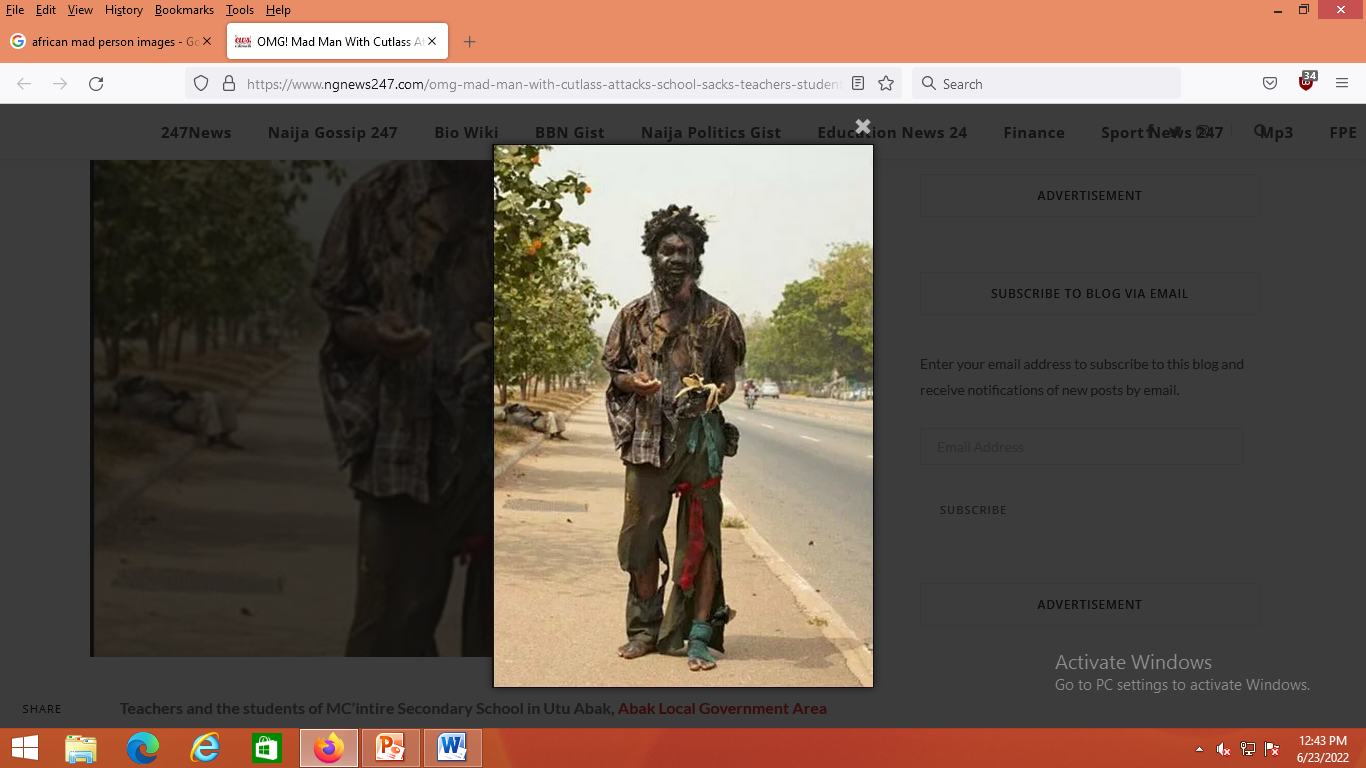 File Edit View History Bookmarks Tools Help
african mad person images - Go
OMG! Mad Man With Cutlass At
https://www.ngnews247.com/omg-mad-man-with-cutlass-attacks-school-sacks-teachers-student
Search
34
247News Naija Gossip 247 Bio Wiki BBN Gist Naija Politics Gist Education News 24 Finance Sport News 247 Mp3 FPE
ADVERTISEMENT
SUBSCRIBE TO BLOG VIA EMAIL
Enter your email address to subscribe to this blog and
receive notifications of new posts by email.
Email Address
SUBSCRIBE
ADVERTISEMENT
Activate Windows
Go to PC settings to activate Windows.
SHARE
Teachers and the students of MC'intire Secondary School in Utu Abak, Abak Local Government Area
12:43 PM
6/23/2022